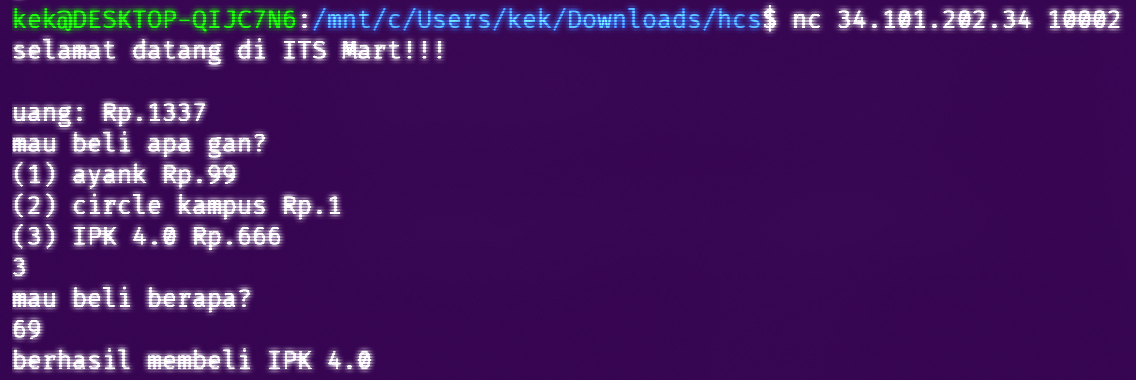 kek@DESKTOP-QIJC7N6:/mnt/c/Users/kek/Downloads/hcs$ nc 34.101.202.34 10002
selamat datang di ITS Mart!!!
uang: Rp.1337
mau beli apa gan?
(1) ayank Rp.99
(2) circle kampus Rp.1
(3) IPK 4.0 Rp.666
3
mau beli berapa?
69
berhasil membeli IPK 4.0